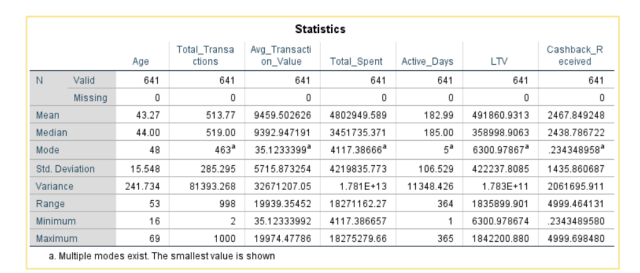 Statistics
Age Total_Transactions Avg_Transaction_Value Total_Spent Active_Days LTV Cashback_Received
N Valid 641 641 641 641 641 641 641
Missing 0 0 0 0 0 0 0
Mean 43.27 513.77 9459.502626 4802949.589 182.99 491860.9313 2467.849248
Median 44.00 519.00 9392.947191 3451735.371 185.00 358998.9063 2438.786722
Mode 48 463a 35.1233399a 4117.38666a 5a 6300.97867a .234348958a
Std. Deviation 15.548 285.295 5715.873254 4219835.773 106.529 422237.8085 1435.860687
Variance 241.734 81393.268 32671207.05 1.781E+13 11348.426 1.783E+11 2061695.911
Range 53 998 19939.35452 18271162.27 364 1835899.901 4999.464131
Minimum 16 2 35.12333992 4117.386657 1 6300.978674 .2343489580
Maximum 69 1000 19974.47786 18275279.66 365 1842200.880 4999.698480
a. Multiple modes exist. The smallest value is shown